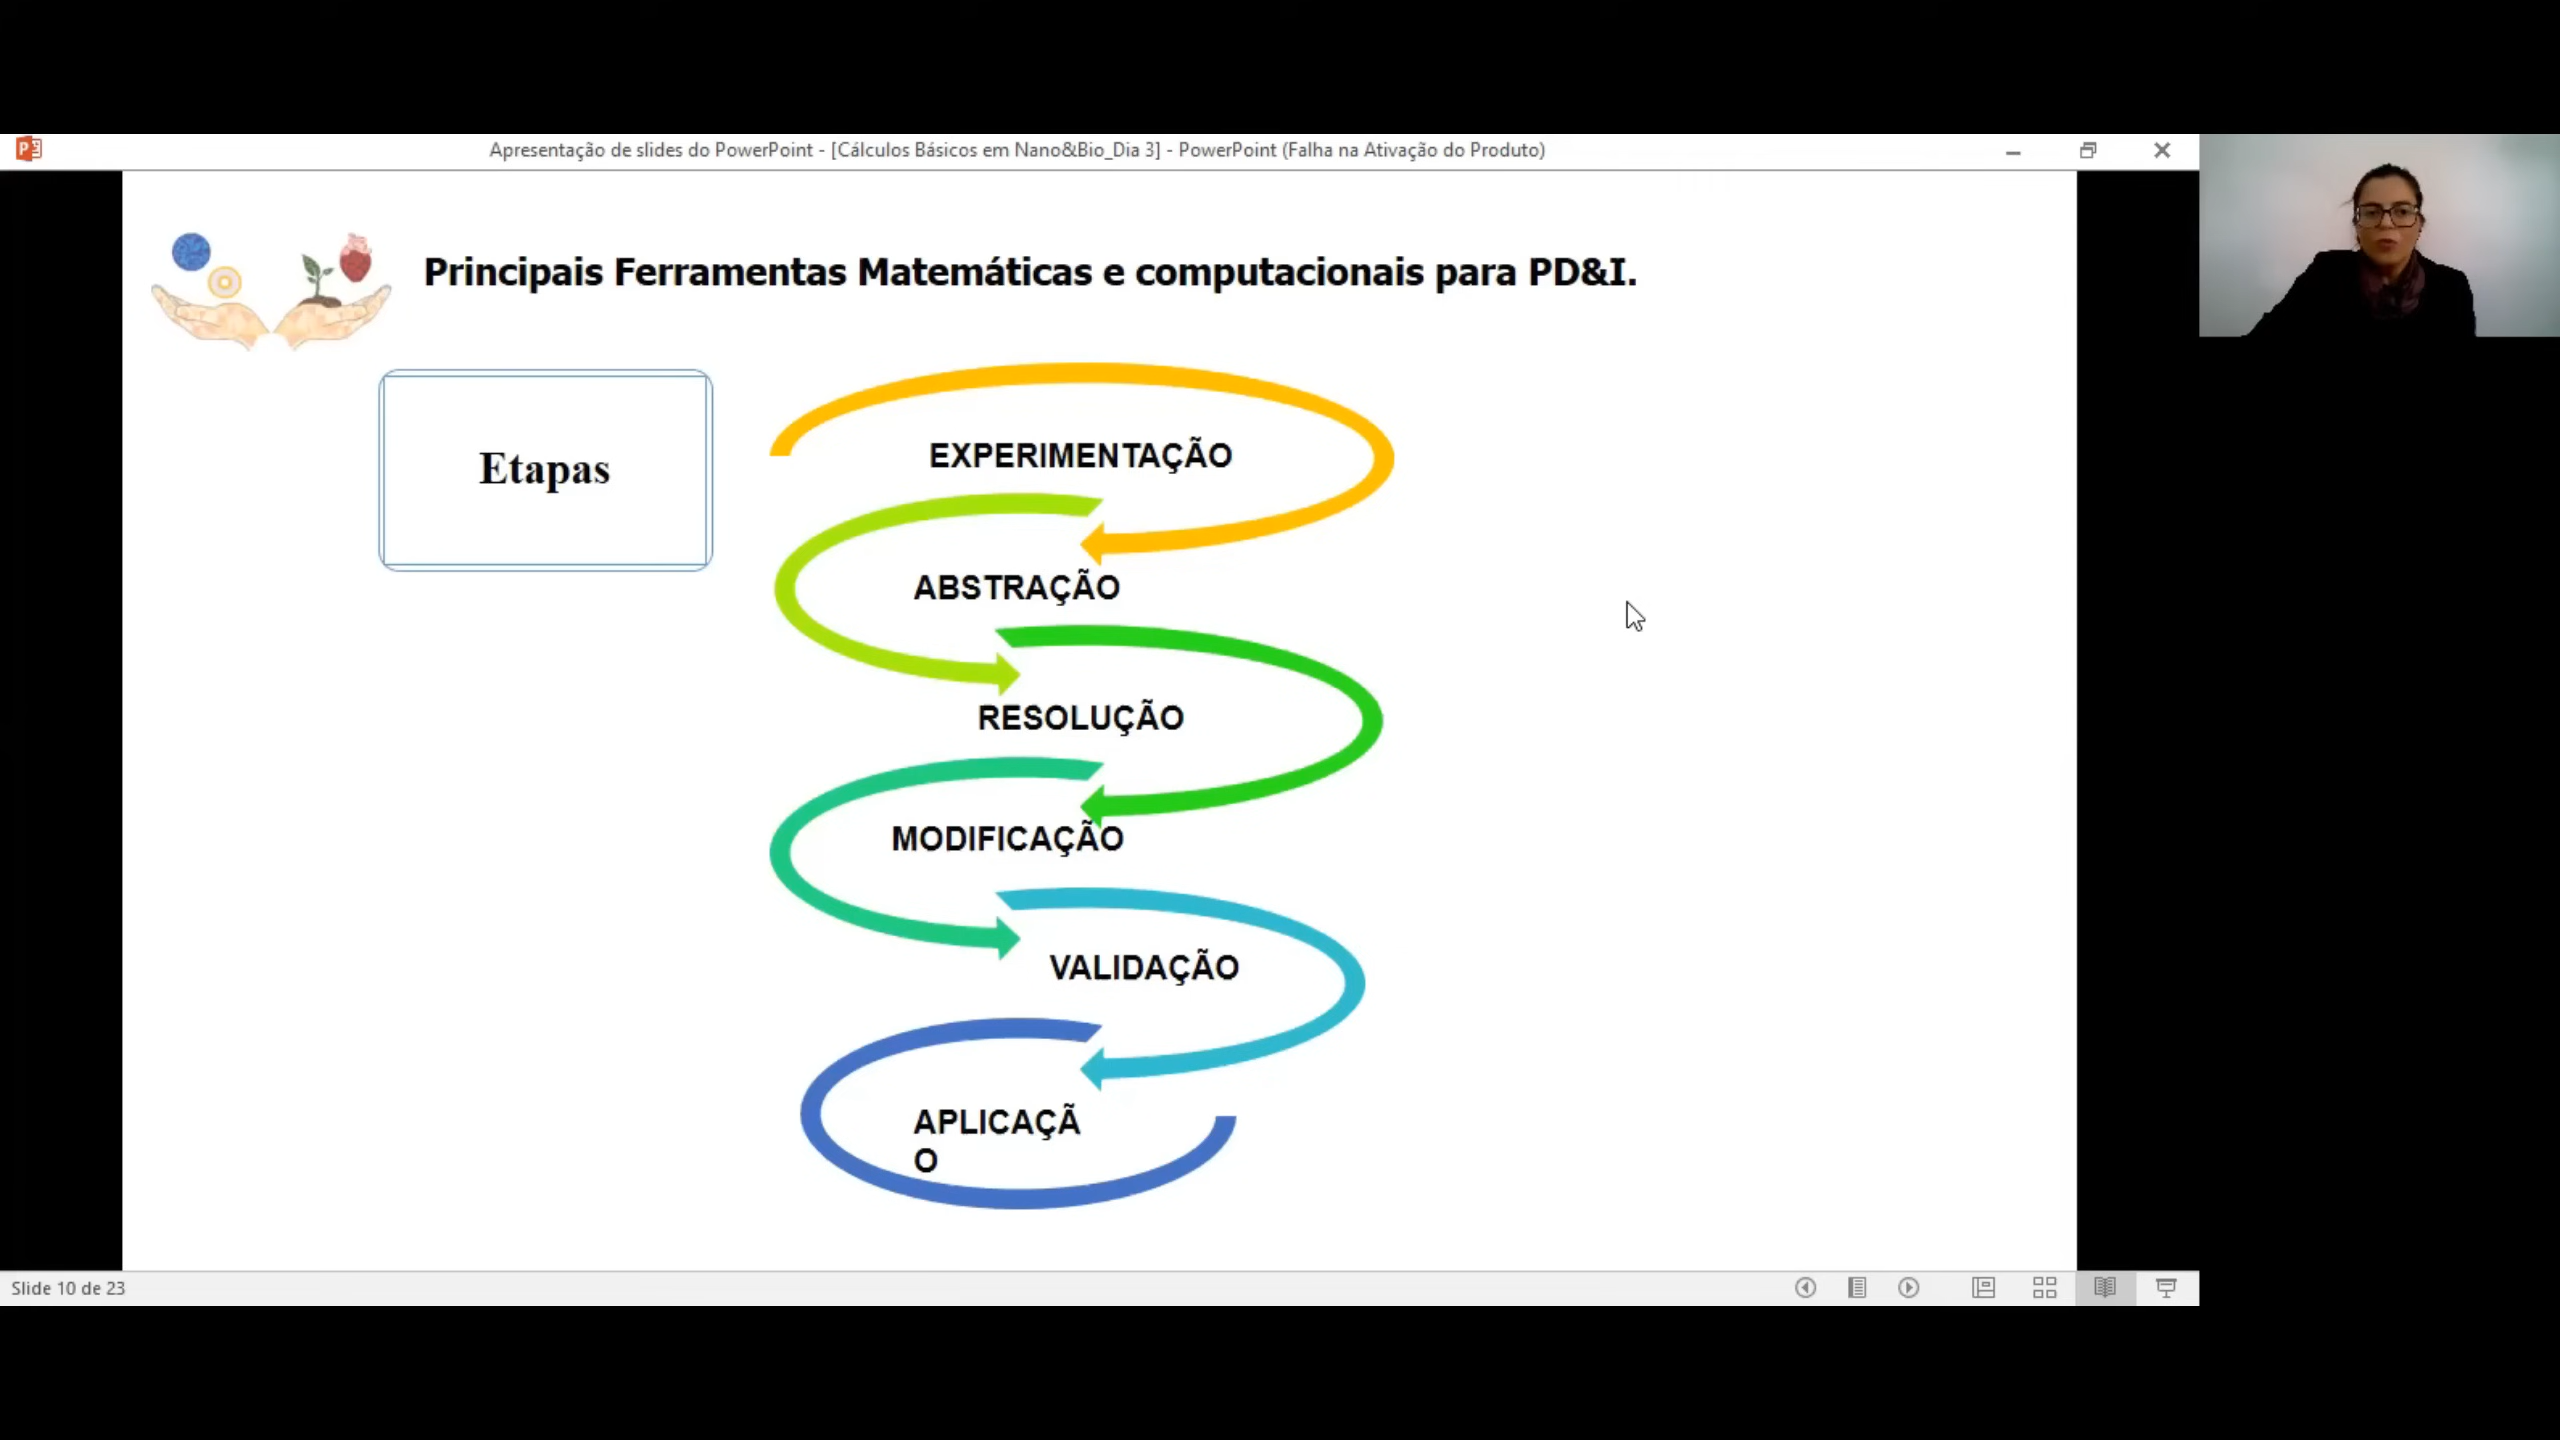 Apresentação de slides do PowerPoint - [Cálculos Básicos em Nano&Bio_Dia 3] - PowerPoint (Falha na Ativação do Produto)
Principais Ferramentas Matemáticas e computacionais para PD&I.
Etapas
EXPERIMENTAÇÃO
ABSTRAÇÃO
RESOLUÇÃO
MODIFICAÇÃO
VALIDAÇÃO
APLICAÇÃ
O
Slide 10 de 23